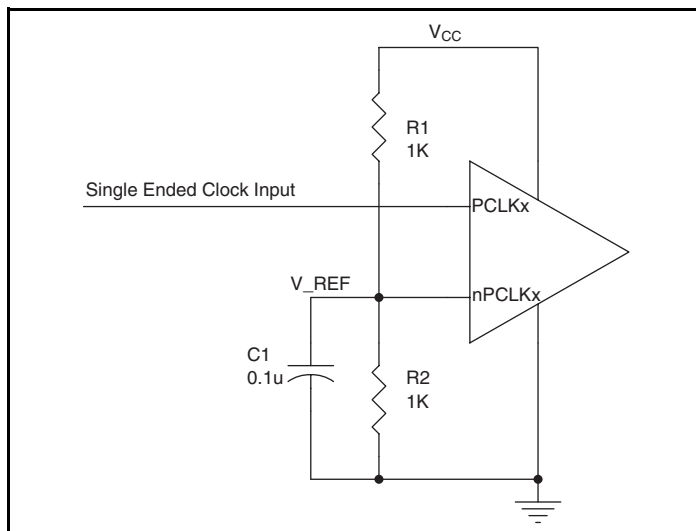 VCC
R1
1K
Single Ended Clock Input
PCLKx
V_REF
nPCLKx
C1
0.1u
R2
1K